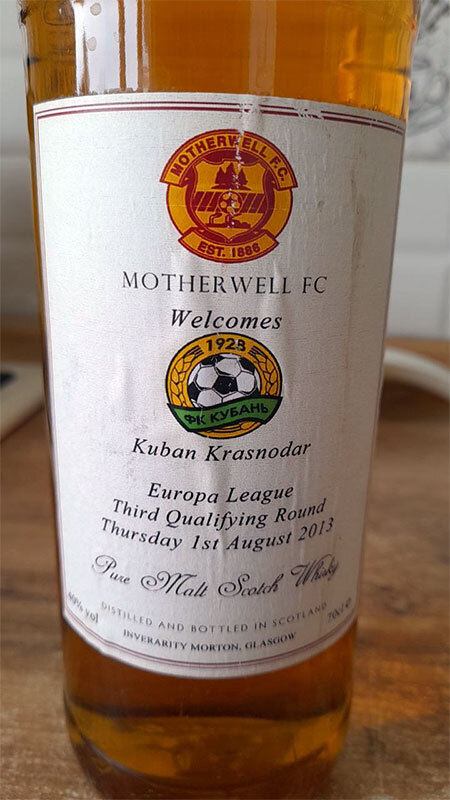 MOTHERWELL F.C.
EST. 1886
MOTHERWELL FC
Welcomes
1928
ФК КУБАНЬ
Kuban Krasnodar
Europa League
Third Qualifying Round
Thursday 1st August 2013
Pure Malt Scotch Whisky
40% vol
DISTILLED AND BOTTLED IN SCOTLAND
70cl e
INVERARITY MORTON, GLASGOW